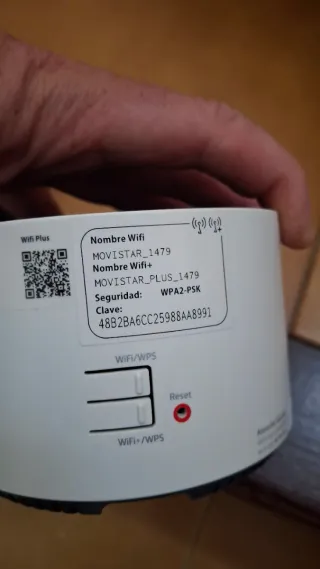 Wifi Plus
Nombre Wifi
MOVISTAR_1479
Nombre Wifi+
MOVISTAR_PLUS_1479
Seguridad: WPA2-PSK
Clave:
48B2BA6CC25988AA8991
WiFi/WPS
Reset
WiFi+/WPS